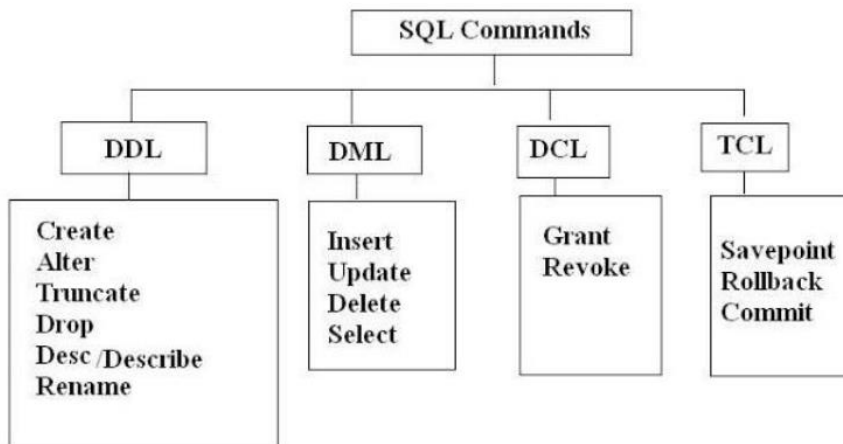 SQL Commands
DDL
DML
DCL
TCL
Create
Alter
Truncate
Drop
Desc /Describe
Rename
Insert
Update
Delete
Select
Grant
Revoke
Savepoint
Rollback
Commit